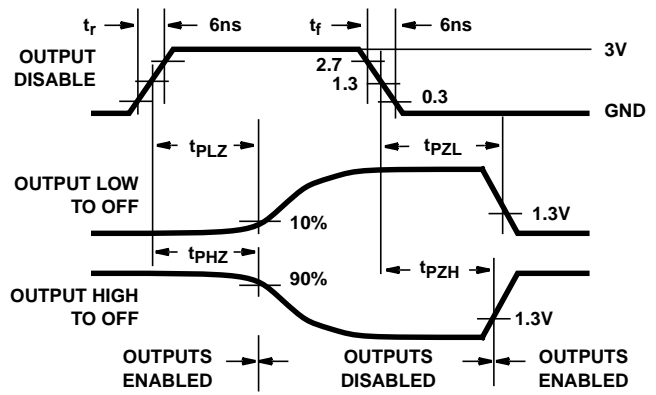 tr 6ns tf 6ns
OUTPUT
DISABLE
3V
2.7
1.3
0.3
GND
tPLZ tPZL
OUTPUT LOW
TO OFF
10%
1.3V
tPHZ tPZH
OUTPUT HIGH
TO OFF
90%
1.3V
OUTPUTS
ENABLED
OUTPUTS
DISABLED
OUTPUTS
ENABLED